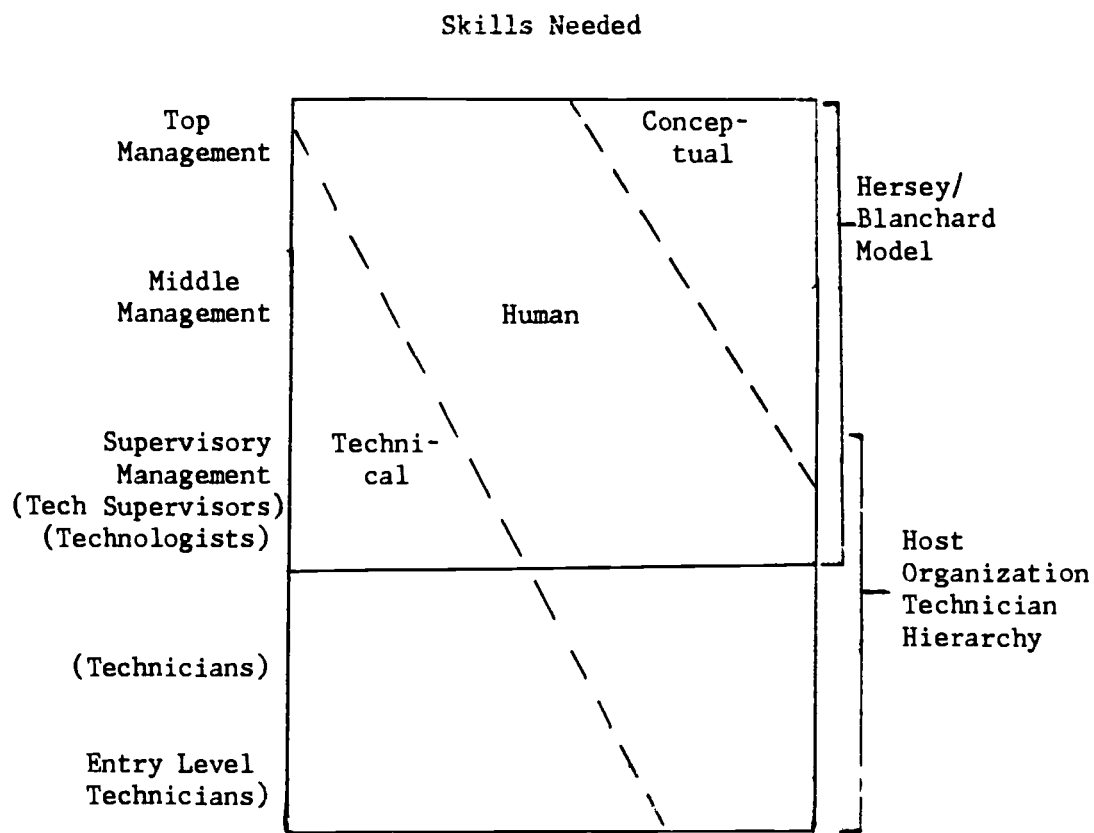 Skills Needed
Top
Management
Concep-
tual
Hersey/
Blanchard
Model
Middle
Management
Human
Supervisory
Management
(Tech Supervisors)
(Technologists)
Techni-
cal
Host
Organization
Technician
Hierarchy
(Technicians)
Entry Level
Technicians)